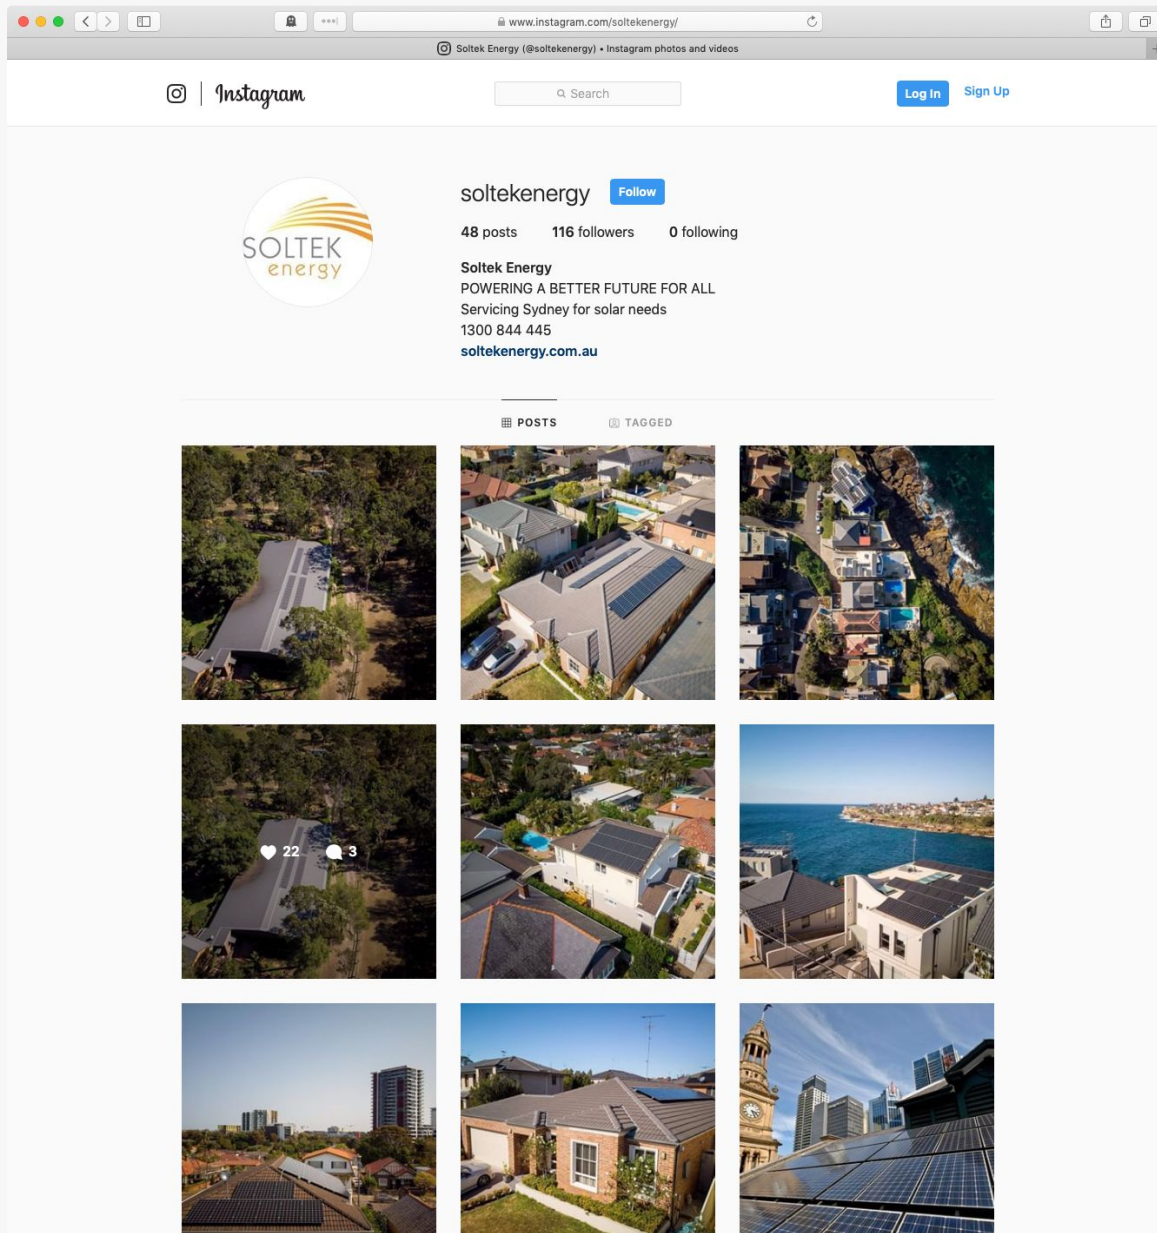 www.instagram.com/soltekenergy/
Soltek Energy (@soltekenergy) • Instagram photos and videos
Instagram
Search
Log In
Sign Up
SOLTEK
energy
soltekenergy
Follow
48 posts 116 followers 0 following
Soltek Energy
POWERING A BETTER FUTURE FOR ALL
Servicing Sydney for solar needs
1300 844 445
soltekenergy.com.au
POSTS
TAGGED
22 3